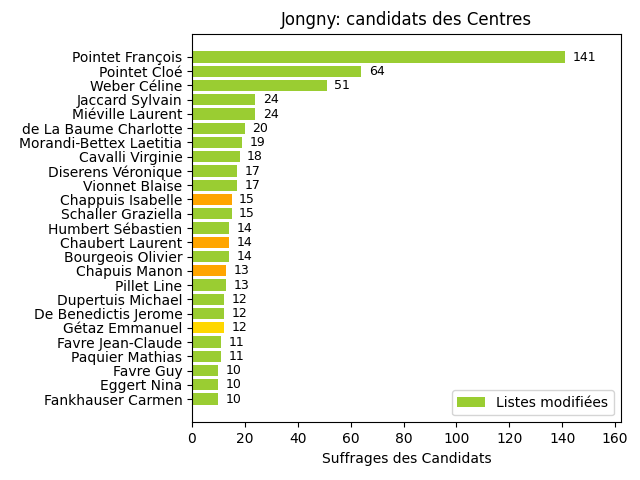 Jongny: candidats des Centres
Pointet François 141
Pointet Cloé 64
Weber Céline 51
Jaccard Sylvain 24
Miéville Laurent 24
de La Baume Charlotte 20
Morandi-Bettex Laetitia 19
Cavalli Virginie 18
Diserens Véronique 17
Vionnet Blaise 17
Chappuis Isabelle 15
Schaller Graziella 15
Humbert Sébastien 14
Chaubert Laurent 14
Bourgeois Olivier 14
Chapuis Manon 13
Pillet Line 13
Dupertuis Michael 12
De Benedictis Jerome 12
Gétaz Emmanuel 12
Favre Jean-Claude 11
Paquier Mathias 11
Favre Guy 10
Eggert Nina 10
Fankhauser Carmen 10
Listes modifiées
0 20 40 60 80 100 120 140 160
Suffrages des Candidats